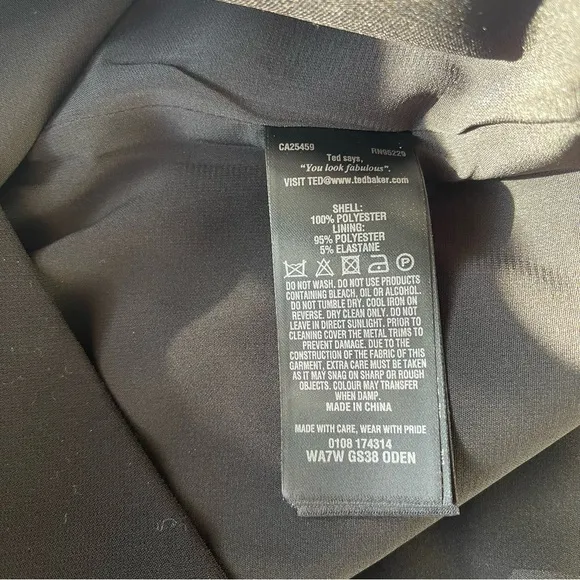 CA25459 RN95229
Ted says,
"You look fabulous".
VISIT TED@www.tedbaker.com
SHELL:
100% POLYESTER
LINING:
95% POLYESTER
5% ELASTANE
P
DO NOT WASH. DO NOT USE PRODUCTS
CONTAINING BLEACH, OIL OR ALCOHOL.
DO NOT TUMBLE DRY. COOL IRON ON
REVERSE. DRY CLEAN ONLY. DO NOT
LEAVE IN DIRECT SUNLIGHT. PRIOR TO
CLEANING COVER THE METAL TRIMS TO
PREVENT DAMAGE. DUE TO THE
CONSTRUCTION OF THE FABRIC OF THIS
GARMENT, EXTRA CARE MUST BE TAKEN
AS IT MAY SNAG ON SHARP OR ROUGH
OBJECTS. COLOUR MAY TRANSFER
WHEN DAMP.
MADE IN CHINA
MADE WITH CARE, WEAR WITH PRIDE
0108 174314
WA7W GS38 ODEN